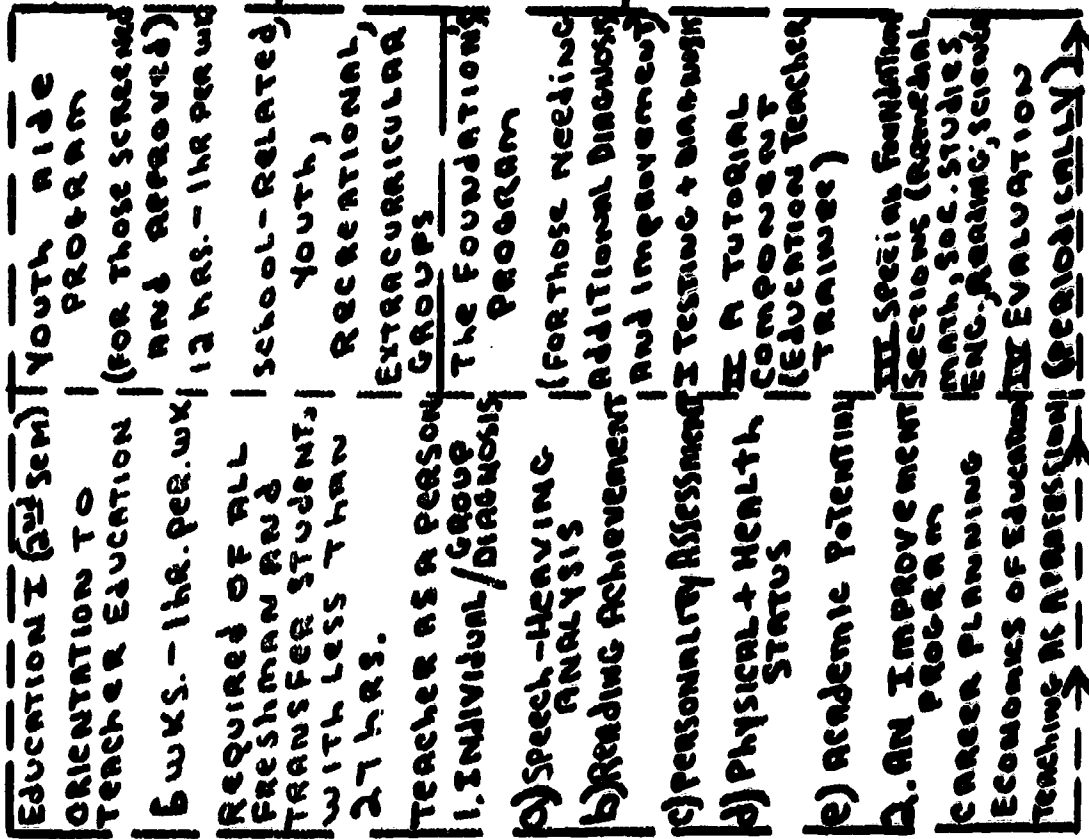 EDUCATION I (2nd SEM)
ORIENTATION TO
TEACHER EDUCATION
6 WKS. - 1 HR. PER. WK
REQUIRED OF ALL
FRESHMAN AND
TRANSFER STUDENTS
WITH LESS THAN
27 HRS.
TEACHER AS A PERSON
1. INDIVIDUAL / GROUP
DIAGNOSIS
a) SPEECH-HEAVING
ANALYSIS
b) READING ACHIEVEMENT
c) PERSONALITY ASSESSMENT
d) PHYSICAL + HEALTH
STATUS
e) ACADEMIC POTENTIAL
2. AN IMPROVEMENT
PROGRAM
CAREER PLANNING
ECONOMICS OF EDUCATION
TEACHING AS A PROFESSION
YOUTH AIDE
PROGRAM
(FOR THOSE SCREENED
AND APPROVED)
12 HRS. - 1 HR PER WK
SCHOOL-RELATED,
YOUTH,
RECREATIONAL,
EXTRACURRICULAR
GROUPS
THE FOUNDATIONS
PROGRAM
(FOR THOSE NEEDING
ADDITIONAL DIAGNOSIS
AND IMPROVEMENT)
I TESTING + DIAGNOSIS
II A TUTORIAL
COMPONENT
(EDUCATION TEACHER
TRAINEE)
III SPECIAL FOUNDATION
SECTIONS (REMEDIAL
MATH, SOC. STUDIES,
ENG., READING, SCIENCE
IV EVALUATION
(PERIODICALLY)